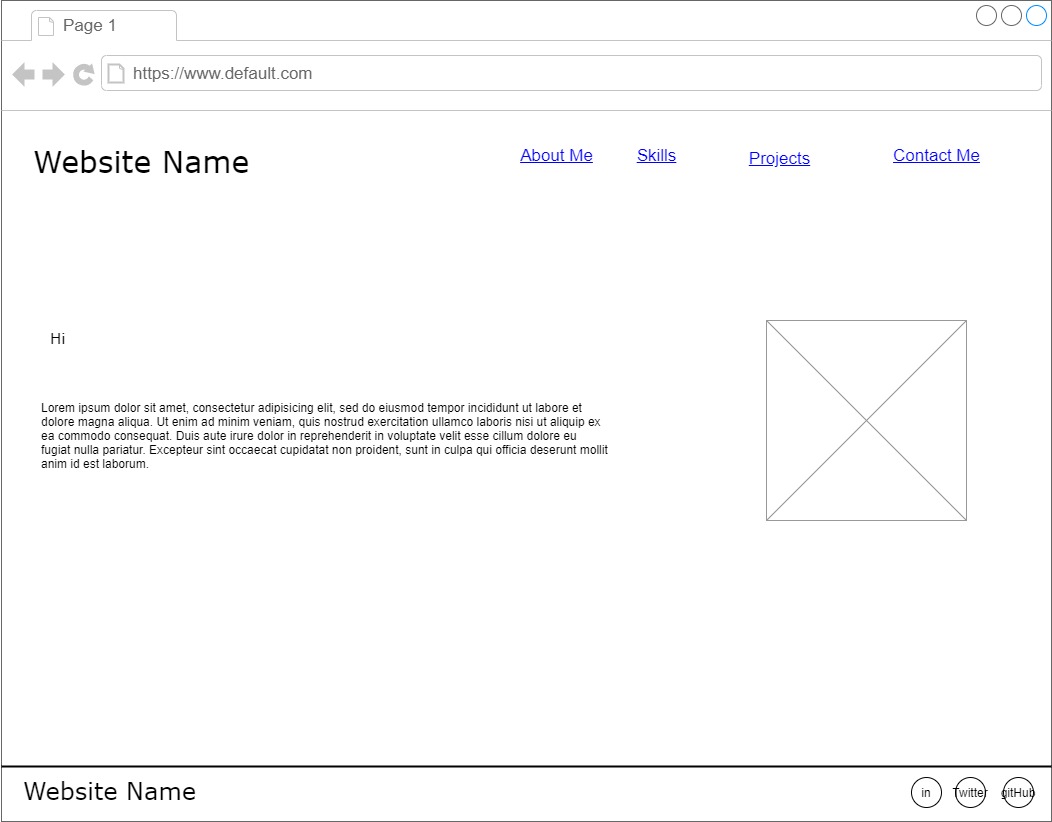 Page 1
https://www.default.com
Website Name
About Me
Skills
Projects
Contact Me
Hi
Lorem ipsum dolor sit amet, consectetur adipisicing elit, sed do eiusmod tempor incididunt ut labore et
dolore magna aliqua. Ut enim ad minim veniam, quis nostrud exercitation ullamco laboris nisi ut aliquip ex
ea commodo consequat. Duis aute irure dolor in reprehenderit in voluptate velit esse cillum dolore eu
fugiat nulla pariatur. Excepteur sint occaecat cupidatat non proident, sunt in culpa qui officia deserunt mollit
anim id est laborum.
Website Name
in
Twitter
gitHub